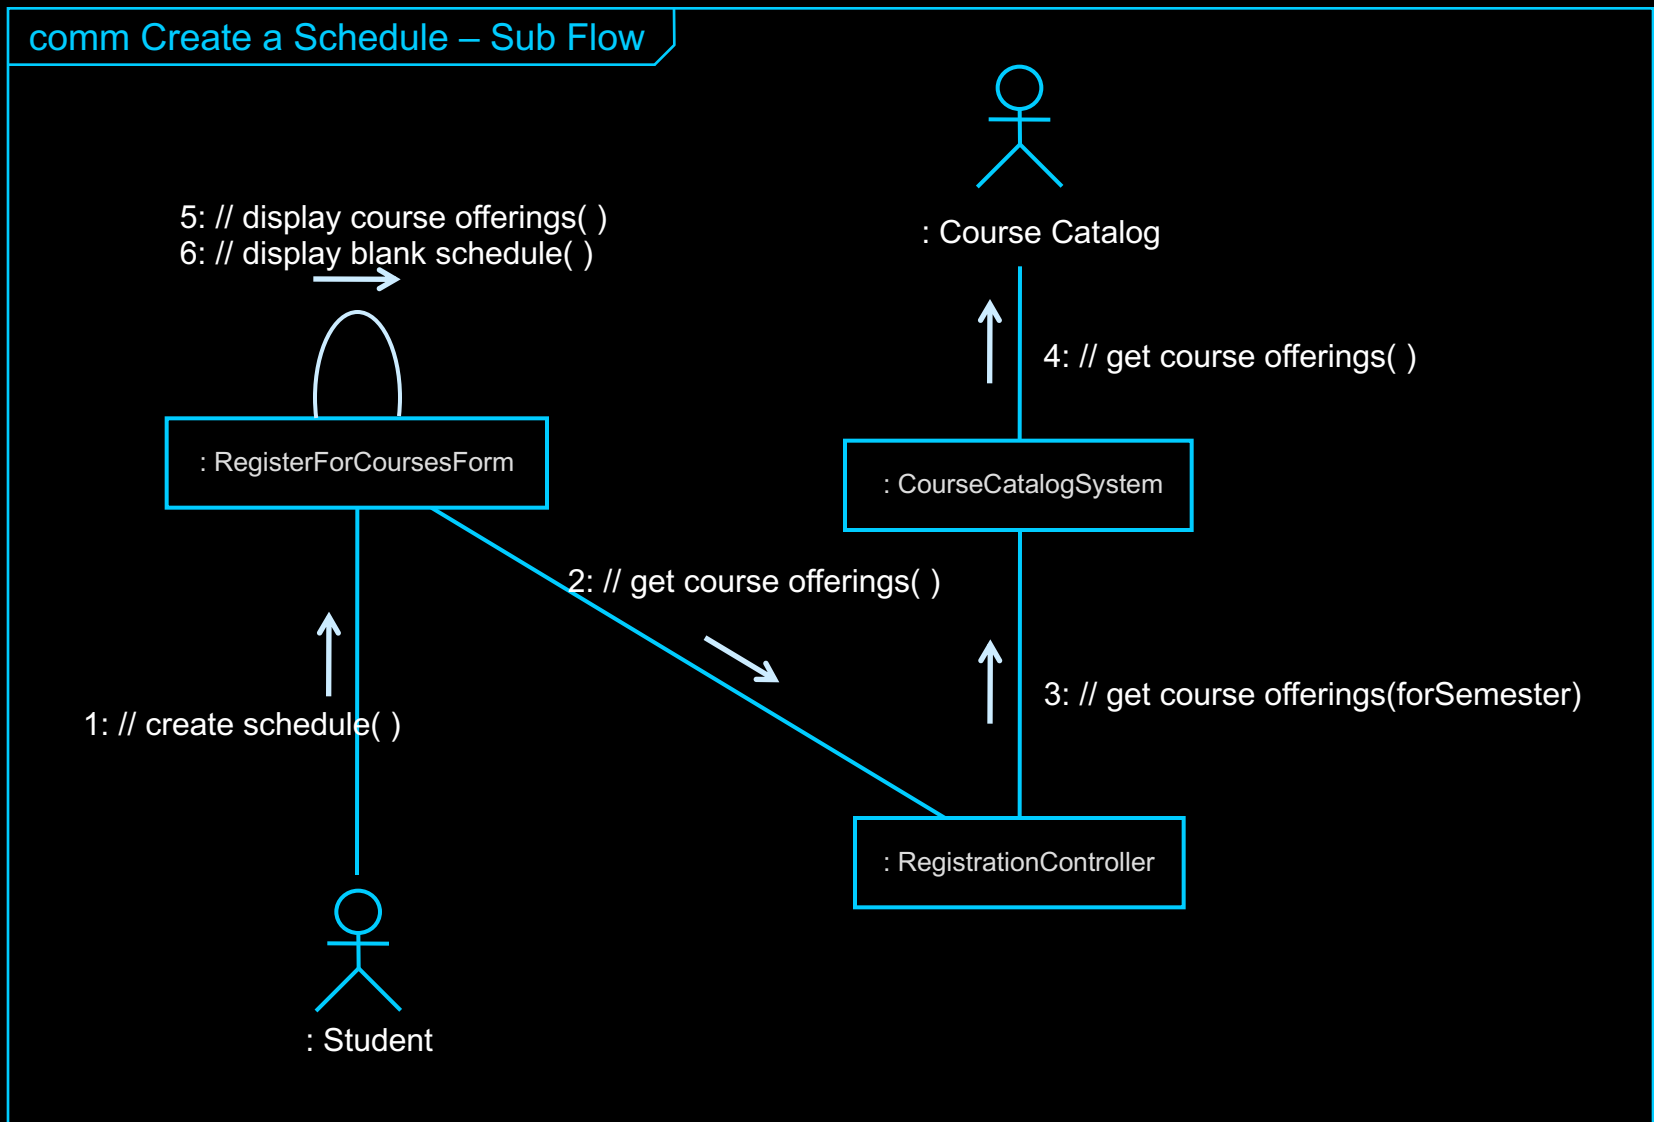 comm Create a Schedule – Sub Flow
: Course Catalog
5: // display course offerings( )
6: // display blank schedule( )
4: // get course offerings( )
: RegisterForCoursesForm
: CourseCatalogSystem
2: // get course offerings( )
3: // get course offerings(forSemester)
1: // create schedule( )
: RegistrationController
: Student